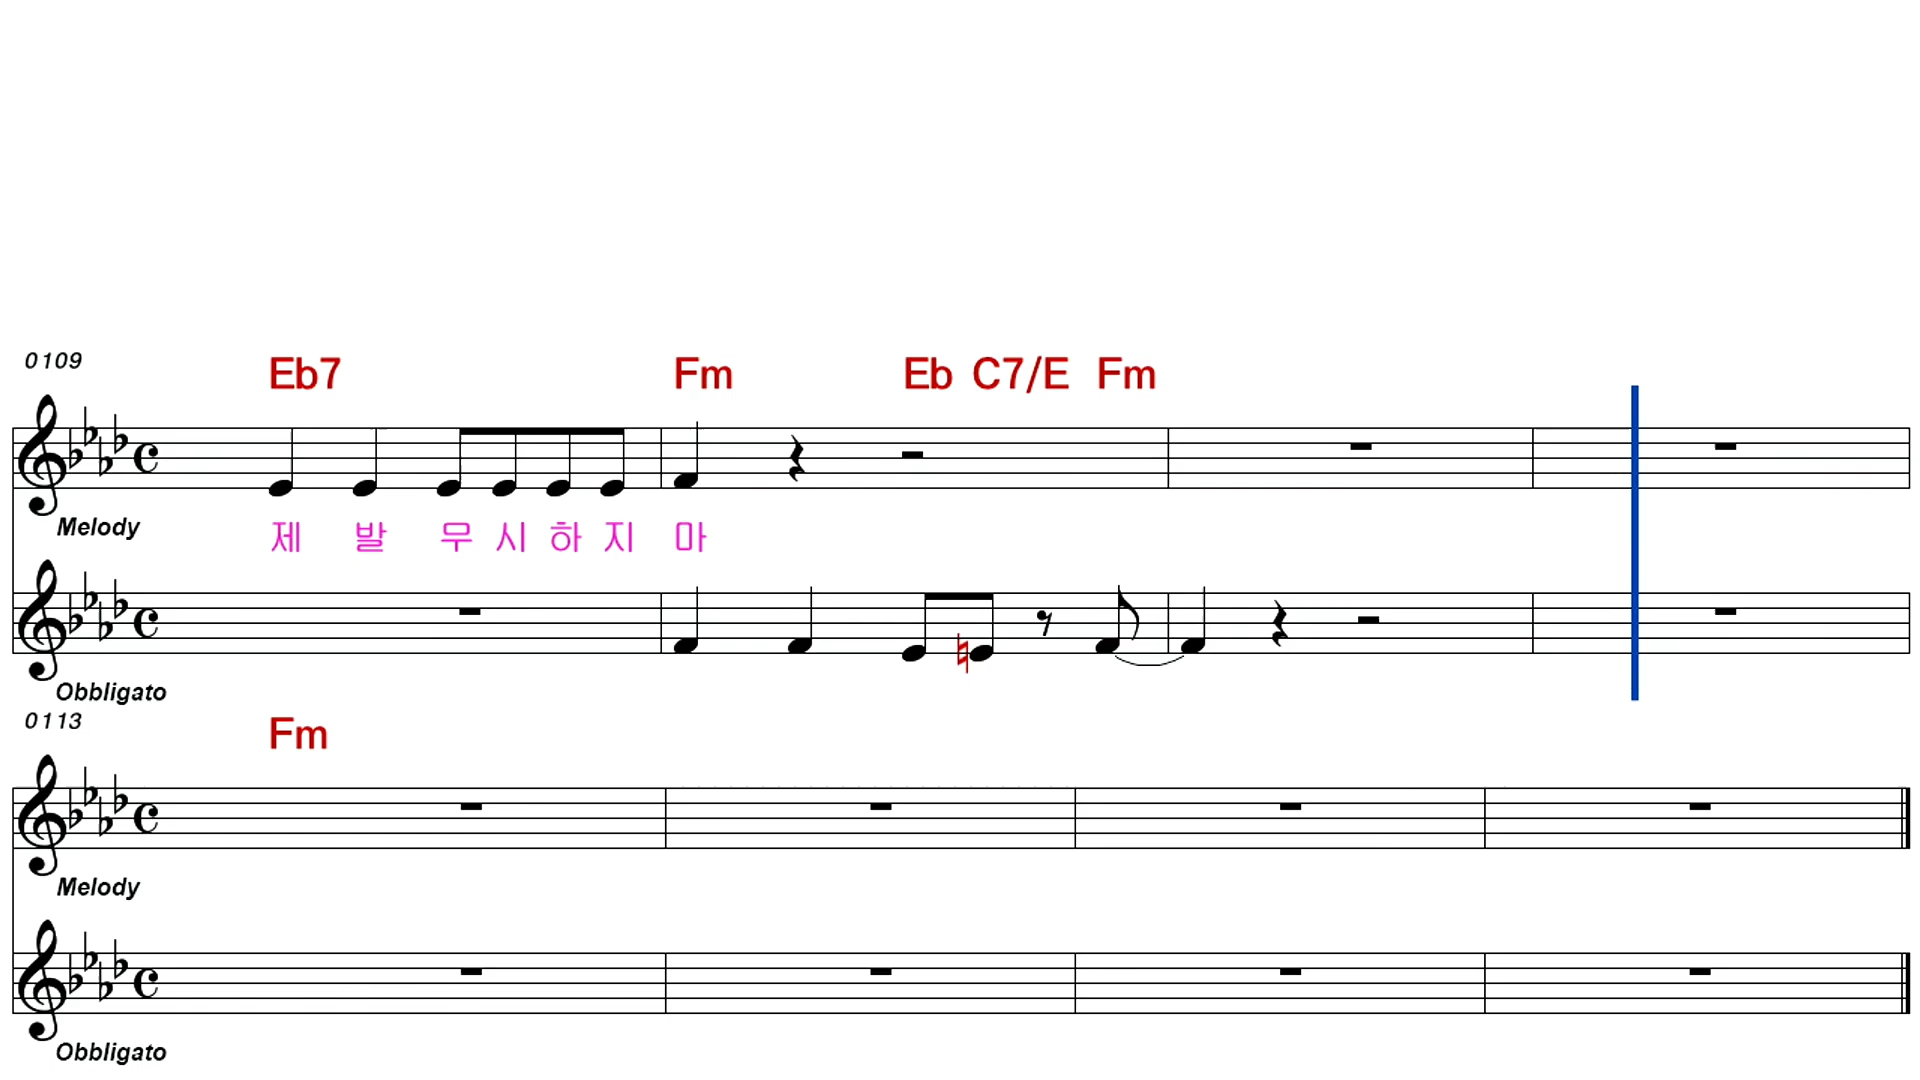 0109
Eb7 Fm Eb C7/E Fm
Melody
제 발 무 시 하 지 마
Obbligato
0113
Fm
Melody
Obbligato